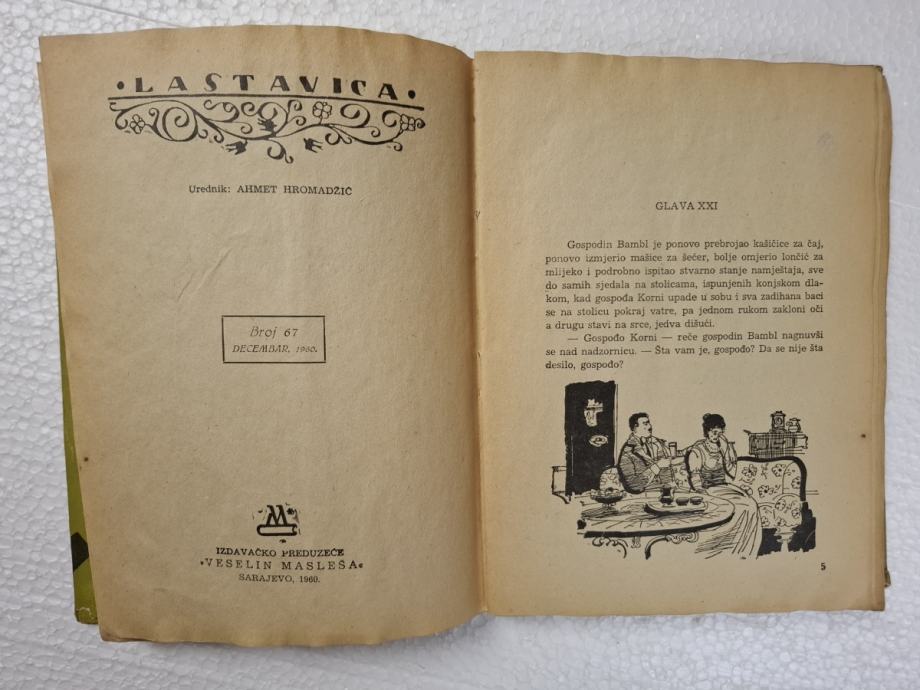 • LASTAVICA •
Urednik: AHMET HROMADŽIĆ
Broj 67
DECEMBAR, 1960.
M
IZDAVAČKO PREDUZEĆE
»VESELIN MASLEŠA«
SARAJEVO, 1960.
GLAVA XXI
Gospodin Bambl je ponovo prebrojao kašičice za čaj,
ponovo izmjerio mašice za šećer, bolje omjerio lončić za
mlijeko i podrobno ispitao stvarno stanje namještaja, sve
do samih sjedala na stolicama, ispunjenih konjskom dla-
kom, kad gospođa Korni upade u sobu i sva zadihana baci
se na stolicu pokraj vatre, pa jednom rukom zakloni oči
a drugu stavi na srce, jedva dišući.
— Gospođo Korni — reče gospodin Bambl nagnuvši
se nad nadzornicu. — Šta vam je, gospođo? Da se nije šta
desilo, gospođo?
5